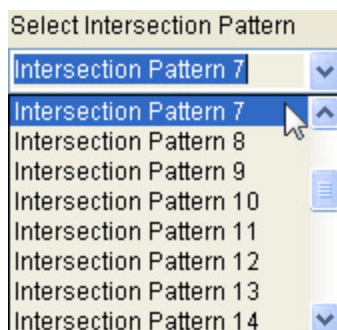 Select Intersection Pattern
Intersection Pattern 7
Intersection Pattern 7
Intersection Pattern 8
Intersection Pattern 9
Intersection Pattern 10
Intersection Pattern 11
Intersection Pattern 12
Intersection Pattern 13
Intersection Pattern 14